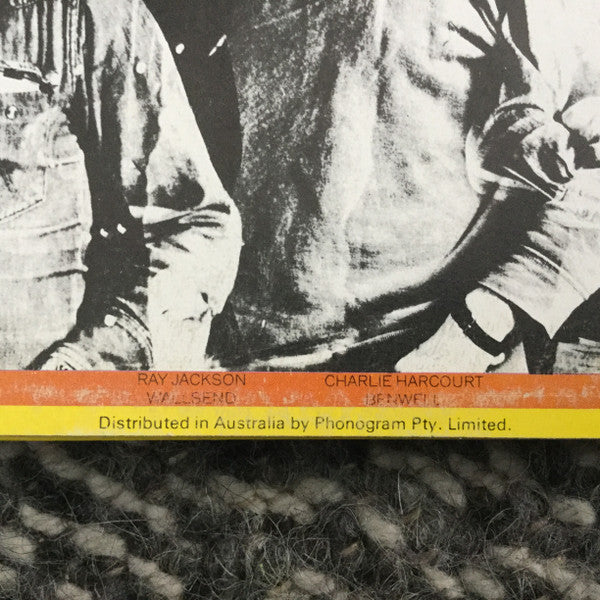 RAY JACKSON CHARLIE HARCOURT
WALLSEND BENWELL
Distributed in Australia by Phonogram Pty. Limited.